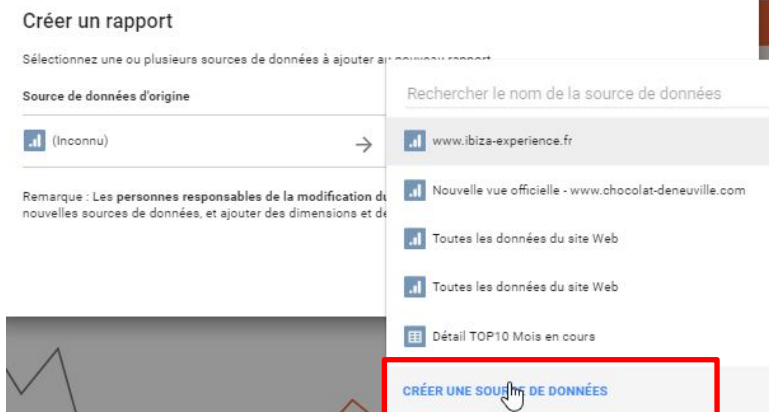 Créer un rapport
Sélectionnez une ou plusieurs sources de données à ajouter au nouveau rapport
Source de données d'origine
(Inconnu)
Remarque : Les personnes responsables de la modification du
nouvelles sources de données, et ajouter des dimensions et de
Rechercher le nom de la source de données
www.ibiza-experience.fr
Nouvelle vue officielle - www.chocolat-deneuville.com
Toutes les données du site Web
Toutes les données du site Web
Détail TOP10 Mois en cours
CRÉER UNE SOURCE DE DONNÉES